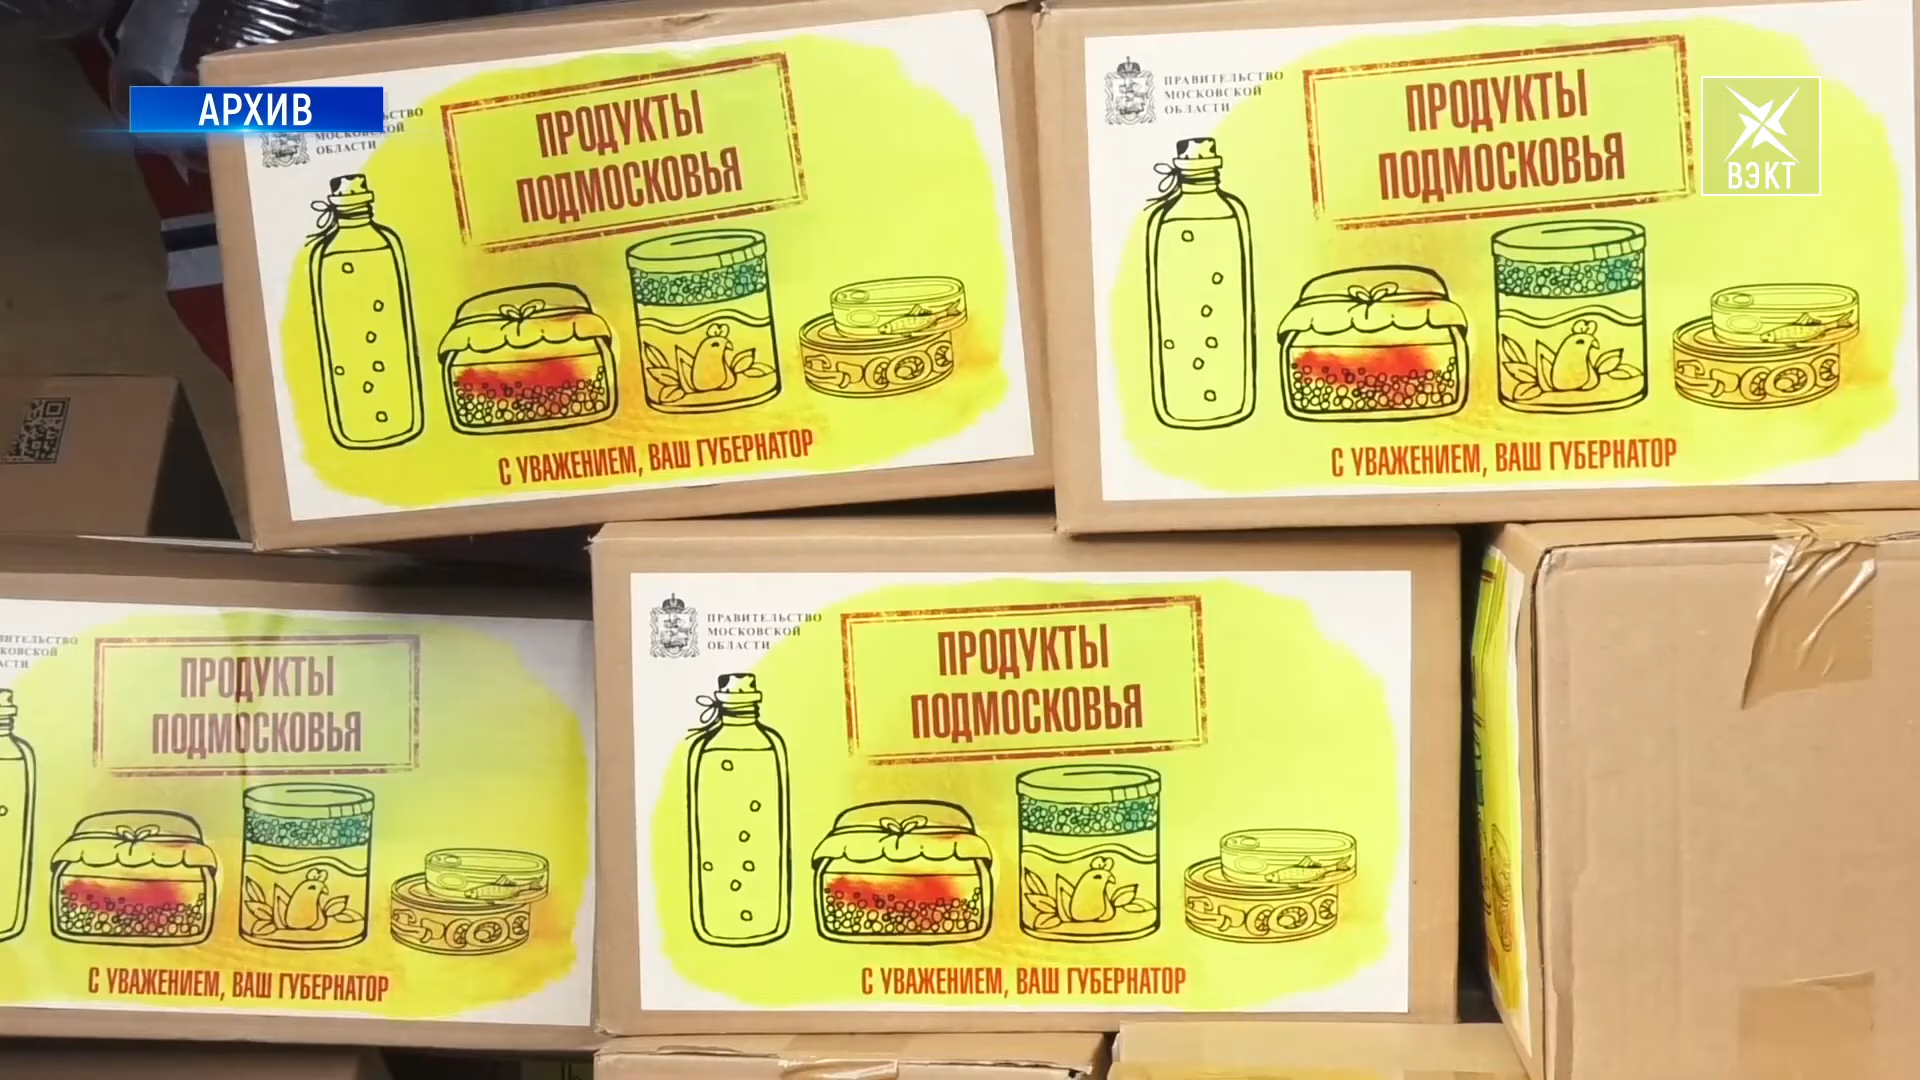 АРХИВ
МОСКОВСКОЙ
ОБЛАСТИ
ПРОДУКТЫ
ПОДМОСКОВЬЯ
С УВАЖЕНИЕМ, ВАШ ГУБЕРНАТОР
ПРАВИТЕЛЬСТВО
МОСКОВСКОЙ
ОБЛАСТИ
ПРОДУКТЫ
ПОДМОСКОВЬЯ
С УВАЖЕНИЕМ, ВАШ ГУБЕРНАТОР
ВЭКТ
ПРОДУКТЫ
ПОДМОСКОВЬЯ
С УВАЖЕНИЕМ, ВАШ ГУБЕРНАТОР
ПРАВИТЕЛЬСТВО
МОСКОВСКОЙ
ОБЛАСТИ
ПРОДУКТЫ
ПОДМОСКОВЬЯ
С УВАЖЕНИЕМ, ВАШ ГУБЕРНАТОР